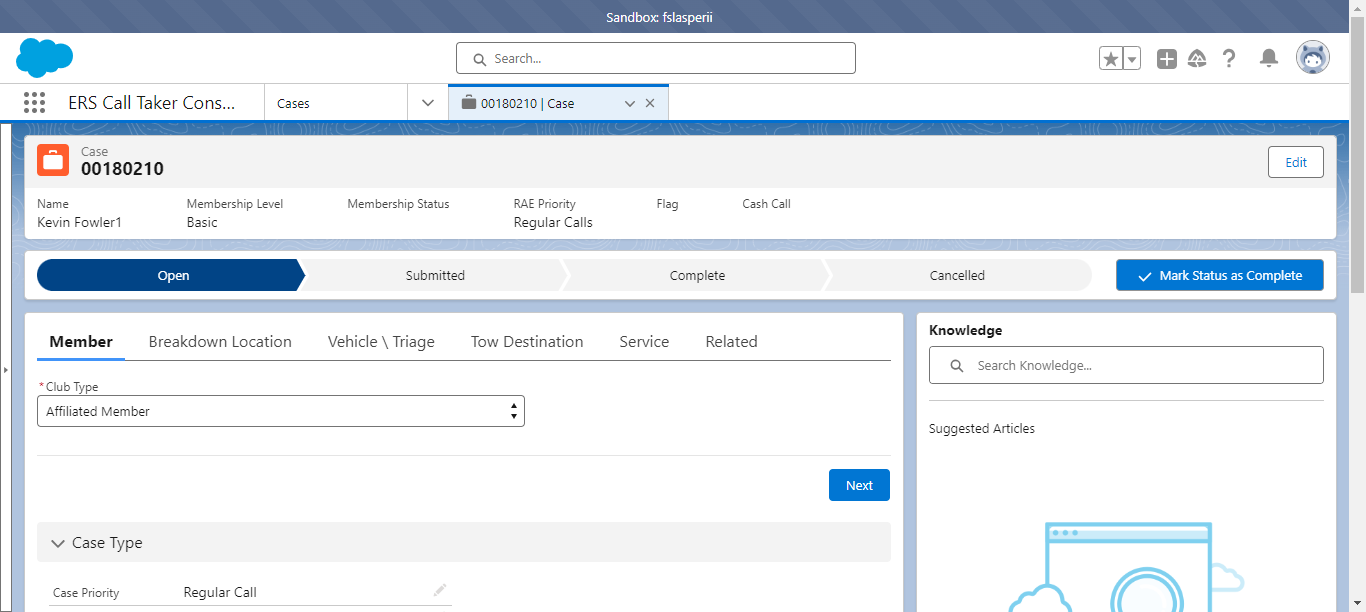 Sandbox: fslasperii
Search...
ERS Call Taker Cons...
Cases
00180210 | Case
Case
00180210
Edit
Name
Membership Level
Membership Status
RAE Priority
Flag
Cash Call
Kevin Fowler1
Basic
Regular Calls
Open
Submitted
Complete
Cancelled
Mark Status as Complete
Member
Breakdown Location
Vehicle \ Triage
Tow Destination
Service
Related
*Club Type
Affiliated Member
Next
Case Type
Case Priority
Regular Call
Knowledge
Search Knowledge...
Suggested Articles